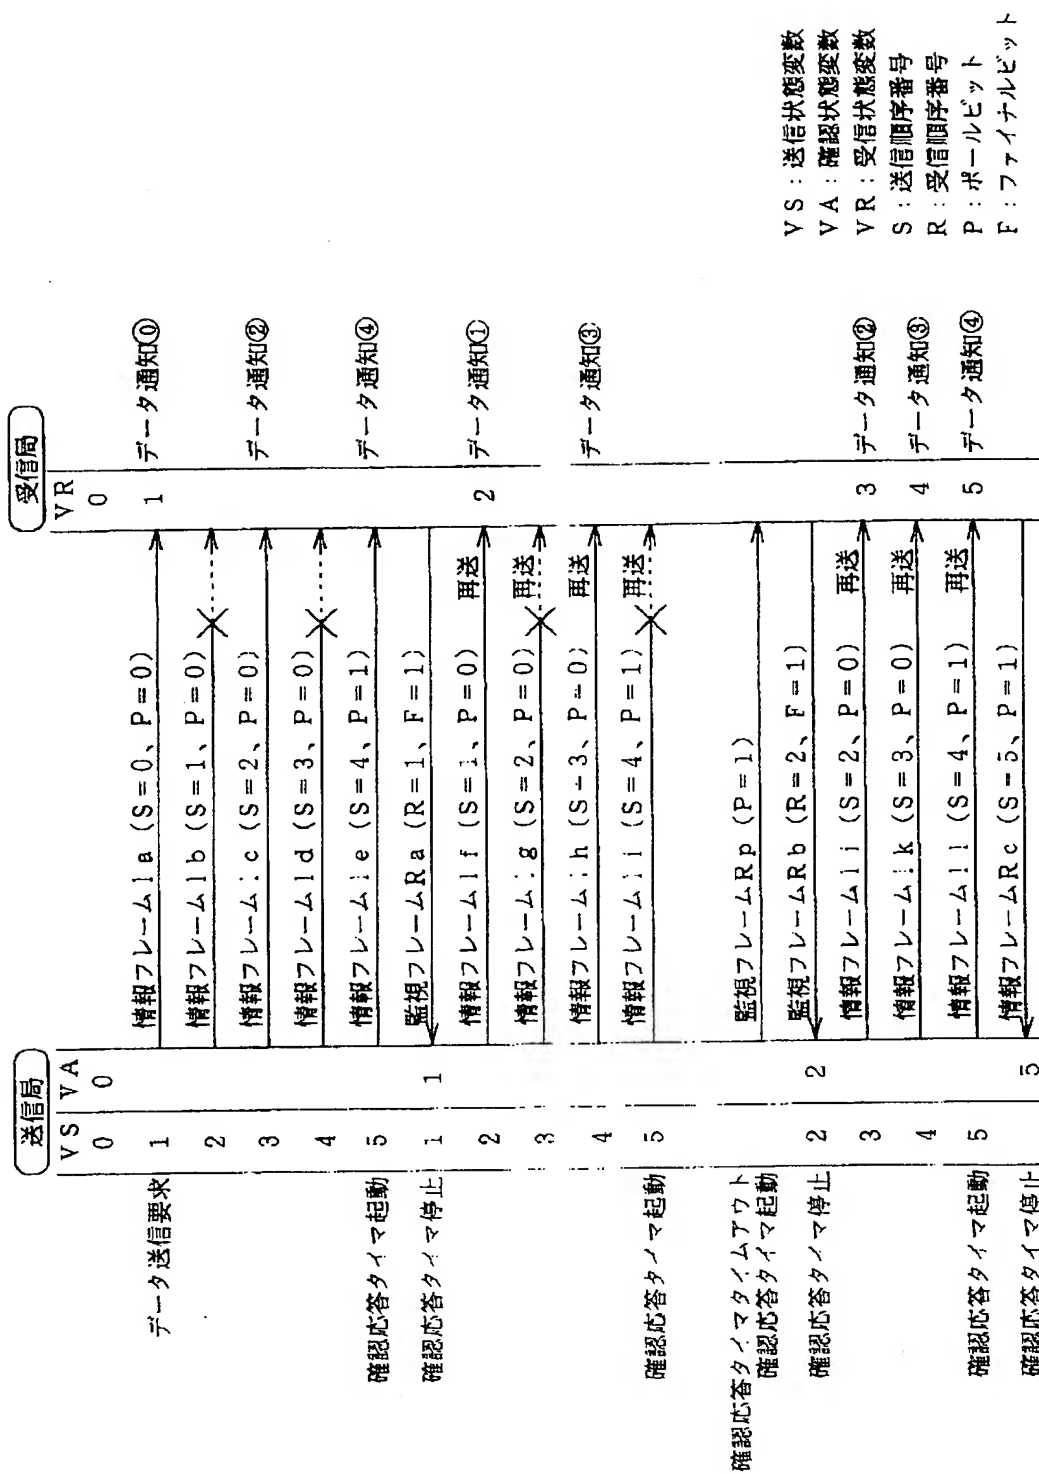 送信局
受信局
VS VA
VR
0 0
0
データ送信要求
1
情報フレームIa (S=0、P=0)
1
データ通知⓪
2
情報フレームIb (S=1、P=0)
3
情報フレームIc (S=2、P=0)
データ通知②
4
情報フレームId (S=3、P=0)
確認応答タイマ起動
5
情報フレームIe (S=4、P=1)
データ通知④
確認応答タイマ停止
1
1
監視フレームRa (R=1、F=1)
2
情報フレームIf (S=1、P=0)
再送
2
データ通知①
3
情報フレームIg (S=2、P=0)
再送
4
情報フレームIh (S=3、P=0)
再送
データ通知③
確認応答タイマ起動
5
情報フレームIi (S=4、P=1)
再送
確認応答タイマタイムアウト
確認応答タイマ起動
監視フレームRp (P=1)
確認応答タイマ停止
2
2
監視フレームRb (R=2、F=1)
3
情報フレームIj (S=2、P=0)
再送
3
データ通知②
4
情報フレームIk (S=3、P=0)
再送
4
データ通知③
確認応答タイマ起動
5
情報フレームIl (S=4、P=1)
再送
5
データ通知④
確認応答タイマ停止
5
監視フレームRc (S=5、P=1)
VS：送信状態変数
VA：確認状態変数
VR：受信状態変数
S：送信順序番号
R：受信順序番号
P：ポールビット
F：ファイナルビット